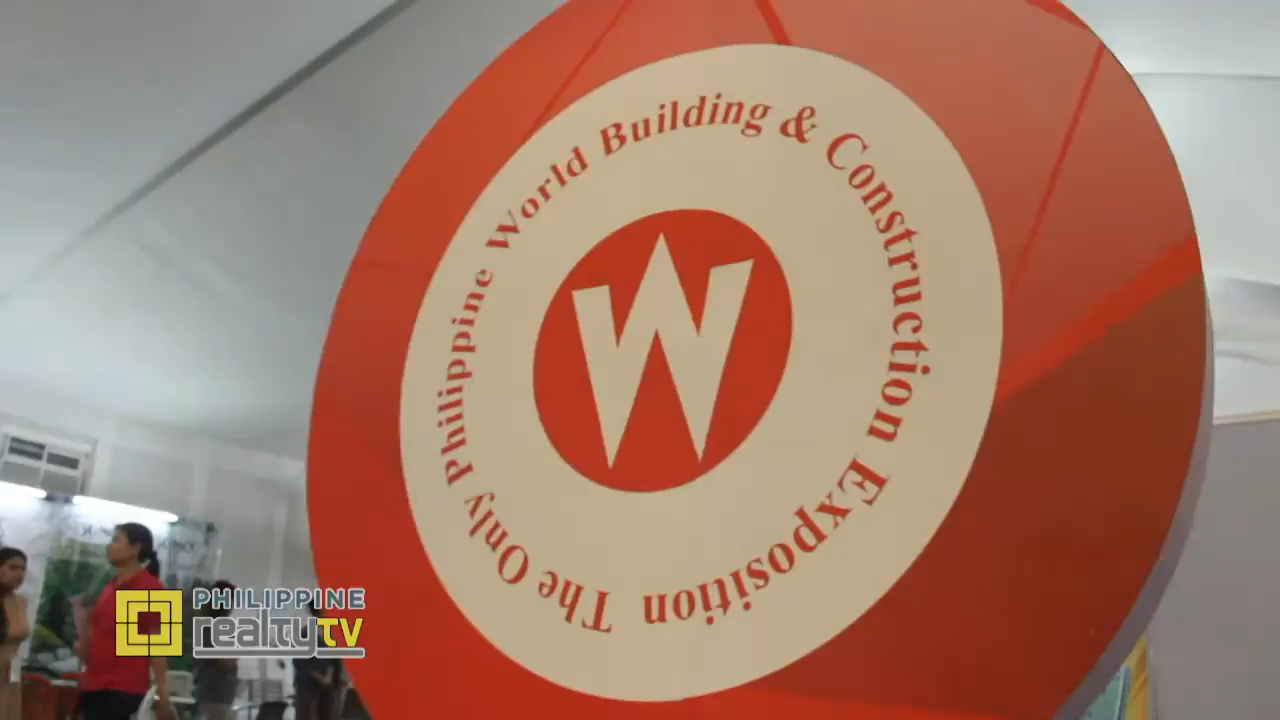 The Only Philippine World Building & Construction Exposition
W
PHILIPPINE
realtytv